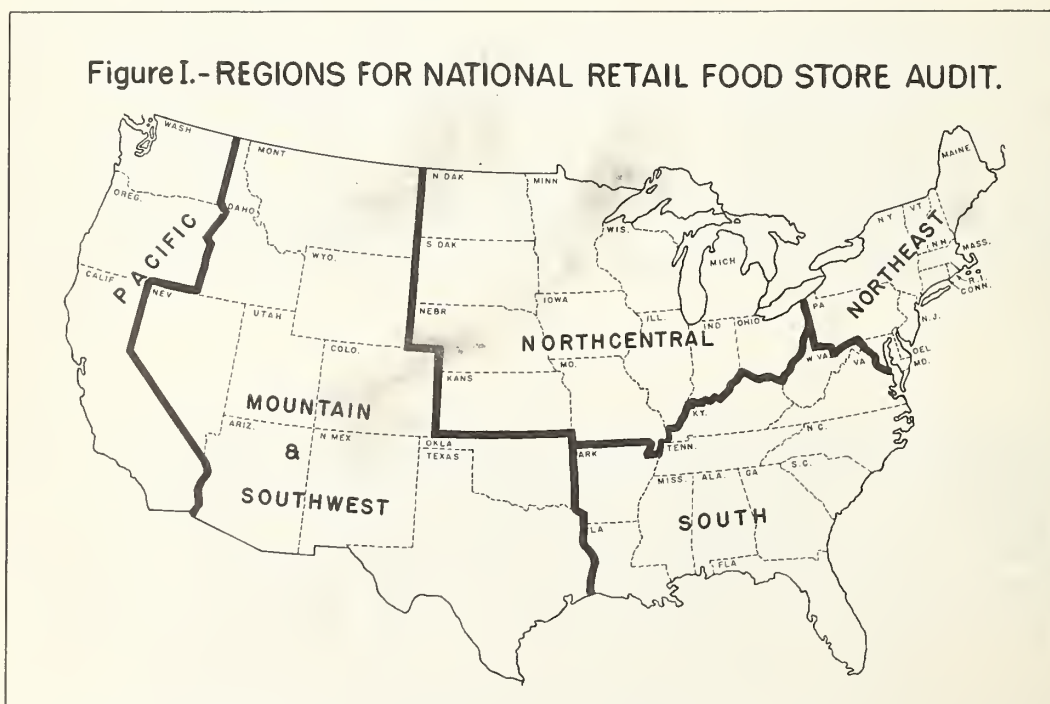 Figure I.-REGIONS FOR NATIONAL RETAIL FOOD STORE AUDIT.
WASH
MONT
N DAK
MINN
MAINE
OREG.
IDAHO
S DAK
WIS.
MICH
N Y
VT.
N.H.
MASS.
R.I.
CONN.
PACIFIC
WYO.
NORTHEAST
CALIF
NEV
IOWA
NEBR
ILL.
IND
OHIO
PA
N.J.
UTAH
COLO.
NORTHCENTRAL
MO.
W VA
VA
DEL
MD.
KANS
KY.
MOUNTAIN
&
SOUTHWEST
ARIZ.
N MEX
OKLA
TEXAS
ARK
TENN.
N C.
S.C.
MISS.
ALA.
GA
SOUTH
LA
FLA